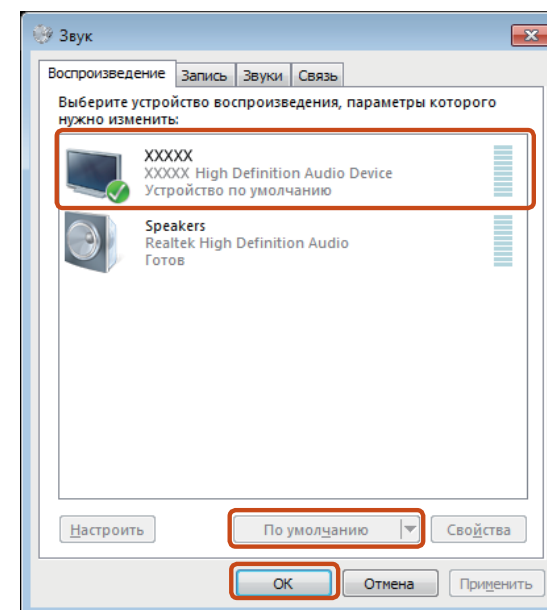 Звук
Воспроизведение Запись Звуки Связь
Выберите устройство воспроизведения, параметры которого
нужно изменить:
XXXXX
XXXXX High Definition Audio Device
Устройство по умолчанию
Speakers
Realtek High Definition Audio
Готов
Настроить По умолчанию Свойства
OK Отмена Применить